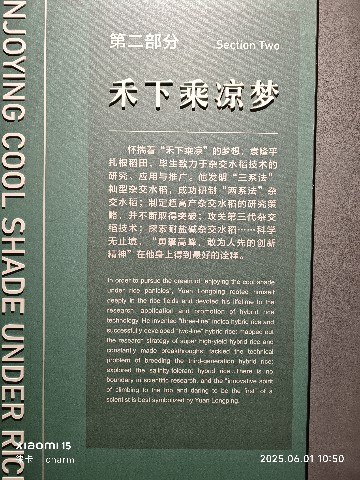 NJOYING COOL SHADE UNDER RIC
第二部分
Section Two
禾下乘凉梦
怀揣着“禾下乘凉”的梦想，袁隆平
扎根稻田，毕生致力于杂交水稻技术的
研究、应用与推广。他发明“三系法”
籼型杂交水稻，成功研制“两系法”杂
交水稻；制定超高产杂交水稻的研究策
略，并不断取得突破；攻关第三代杂交
稻技术；探索耐盐碱杂交水稻……科学
无止境，“勇攀高峰，敢为人先的创新
精神”在他身上得到最好的诠释。
In order to pursue the dream of "enjoying the cool shade
under rice panicles", Yuan Longping rooted himself
deeply in the rice fields and devoted his lifetime to the
research, application and promotion of hybrid rice
technology. He invented "three-line" indica hybrid rice and
successfully developed "two-line" hybrid rice; mapped out
the research strategy of super high-yield hybrid rice and
constantly made breakthroughs; tackled the technical
problem of breeding the third-generation hybrid rice;
explored the salinity-tolerant hybrid rice...There is no
boundary in scientific research, and the "innovative spirit
of climbing to the top and daring to be the first" of a
scientist is best symbolized by Yuan Longping.
xiaomi 15
charm
2025.06.01 10:50